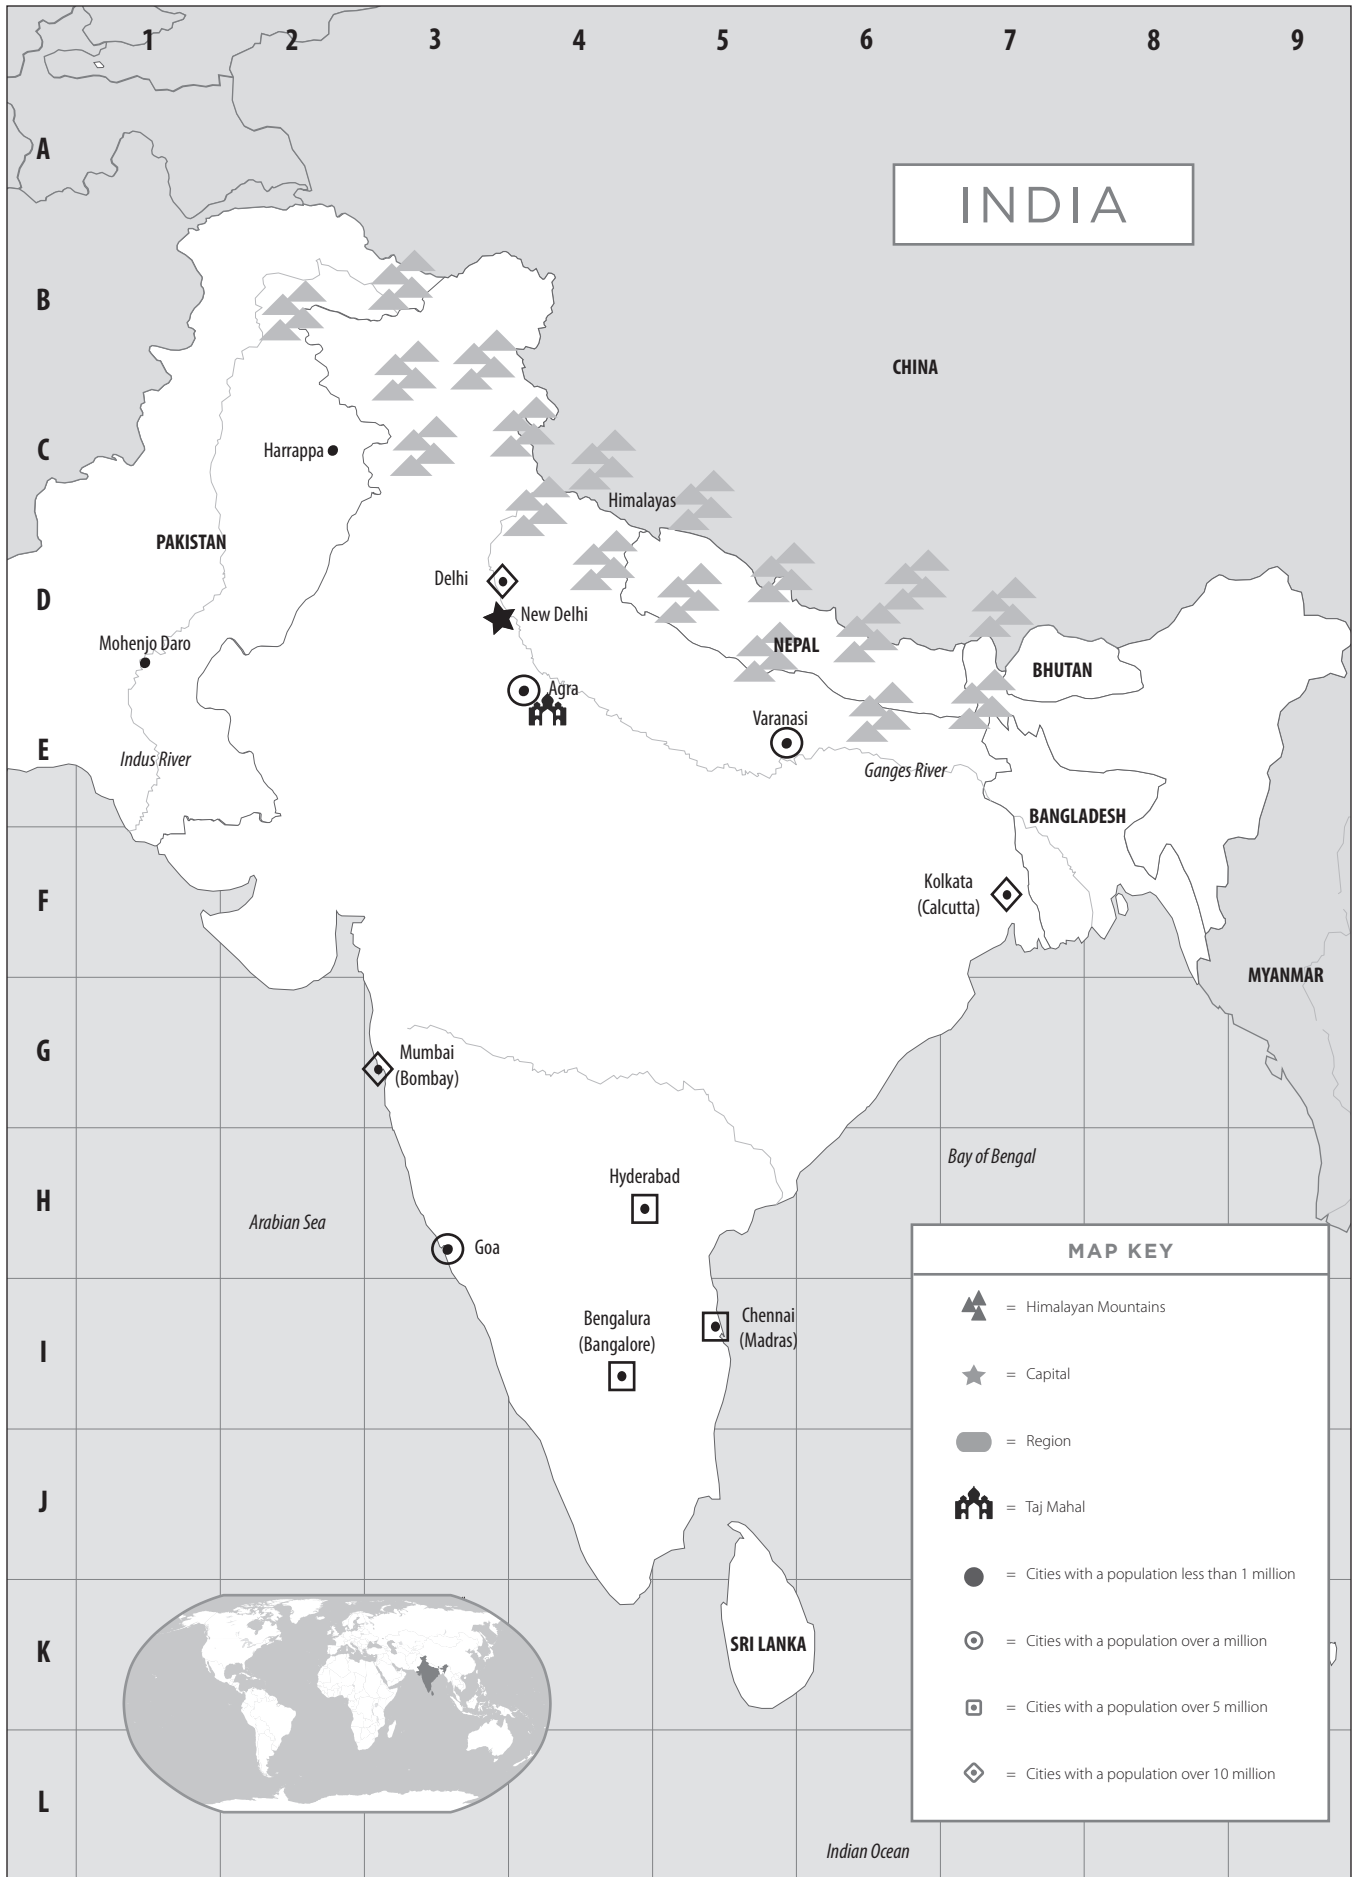 1 2 3 4 5 6 7 8 9
A
INDIA
B
CHINA
C
Harrappa
Himalayas
PAKISTAN
Delhi
D
New Delhi
Mohenjo Daro
NEPAL
BHUTAN
Agra
Varanasi
E
Indus River
Ganges River
BANGLADESH
Kolkata
(Calcutta)
F
MYANMAR
G
Mumbai
(Bombay)
Bay of Bengal
Hyderabad
H
Arabian Sea
Goa
MAP KEY
= Himalayan Mountains
Bengalura
(Bangalore)
Chennai
(Madras)
I
= Capital
= Region
J
= Taj Mahal
= Cities with a population less than 1 million
K
SRI LANKA
= Cities with a population over a million
= Cities with a population over 5 million
= Cities with a population over 10 million
L
Indian Ocean